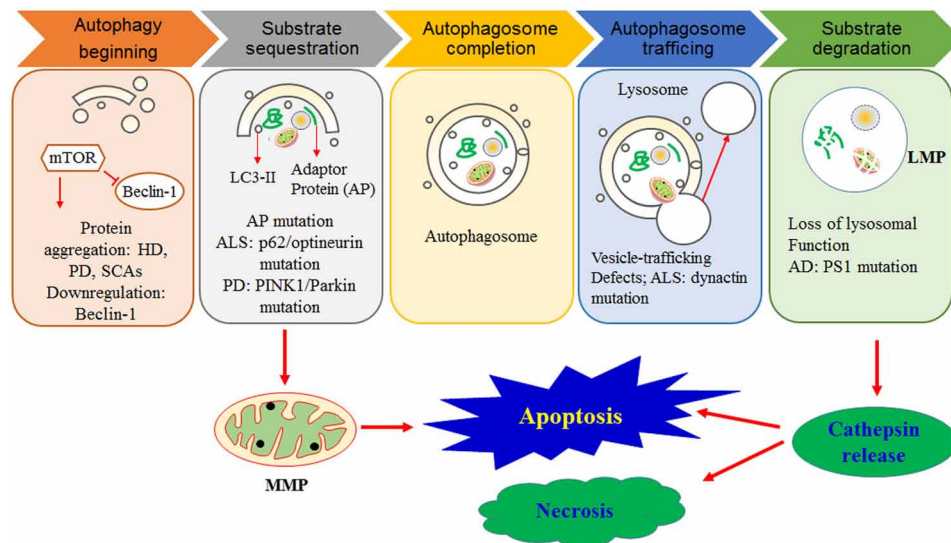 Autophagy
beginning
Substrate
sequestration
Autophagosome
completion
Autophagosome
trafficing
Substrate
degradation
mTOR
Beclin-1
Protein
aggregation: HD,
PD, SCAs
Downregulation:
Beclin-1
LC3-II
Adaptor
Protein (AP)
AP mutation
ALS: p62/optineurin
mutation
PD: PINK1/Parkin
mutation
Autophagosome
Lysosome
Vesicle-trafficking
Defects; ALS: dynactin
mutation
LMP
Loss of lysosomal
Function
AD: PS1 mutation
MMP
Apoptosis
Necrosis
Cathepsin
release